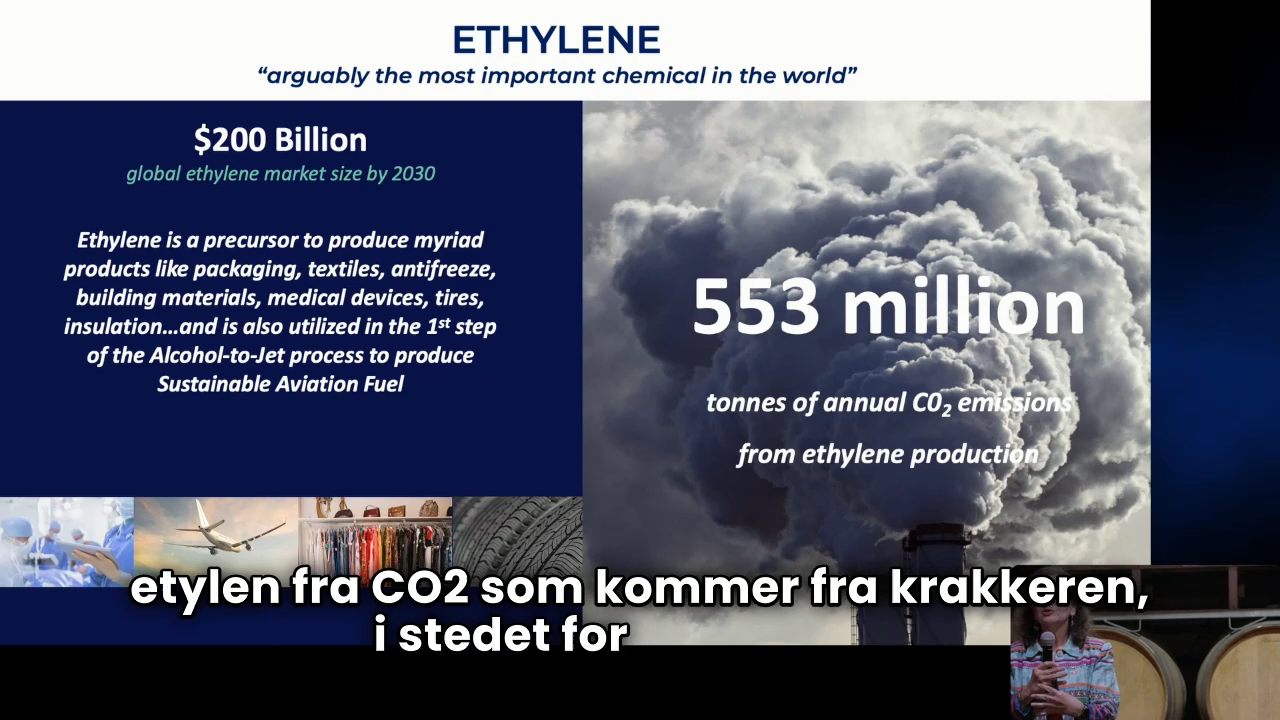 ETHYLENE
“arguably the most important chemical in the world”
$200 Billion
global ethylene market size by 2030
Ethylene is a precursor to produce myriad
products like packaging, textiles, antifreeze,
building materials, medical devices, tires,
insulation...and is also utilized in the 1st step
of the Alcohol-to-Jet process to produce
Sustainable Aviation Fuel
553 million
tonnes of annual C0₂ emissions
from ethylene production
etylen fra CO2 som kommer fra krakkeren,
i stedet for